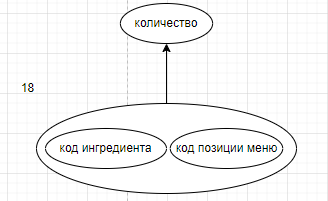 количество
18
код ингредиента
код позиции меню